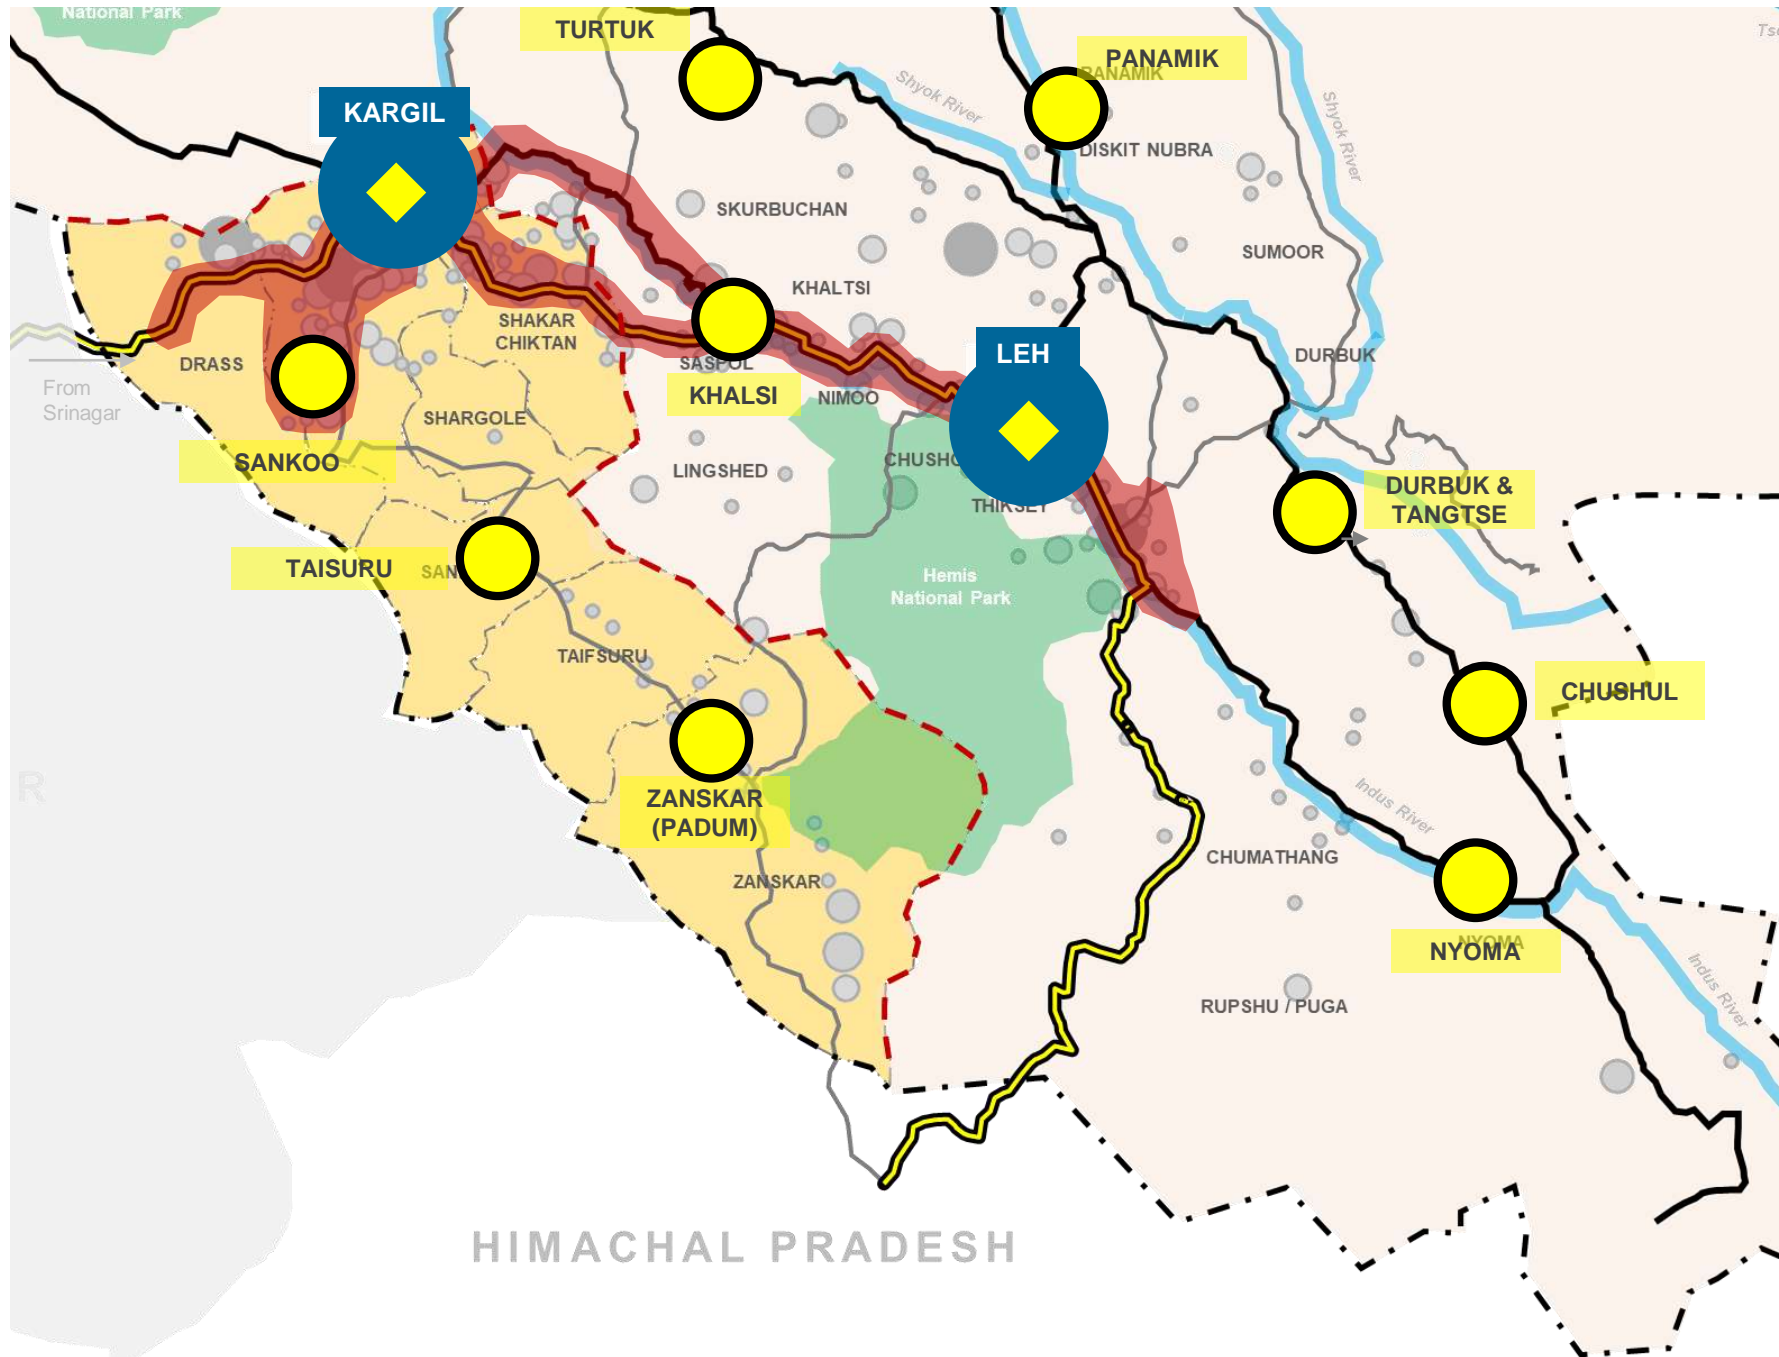 National Park
TURTUK
PANAMIK
PANAMIK
Shyok River
Shyok River
KARGIL
DISKIT NUBRA
SKURBUCHAN
SUMOOR
KHALTSI
SHAKAR
CHIKTAN
LEH
DURBUK
DRASS
SASPOL
From
Srinagar
KHALSI
NIMOO
SHARGOLE
SANKOO
LINGSHED
DURBUK &
TANGTSE
THIKSEY
TAISURU
Hemis
National Park
TAIFSURU
CHUSHUL
R
ZANSKAR
(PADUM)
Indus River
CHUMATHANG
ZANSKAR
NYOMA
NYOMA
Indus River
RUPSHU / PUGA
HIMACHAL PRADESH